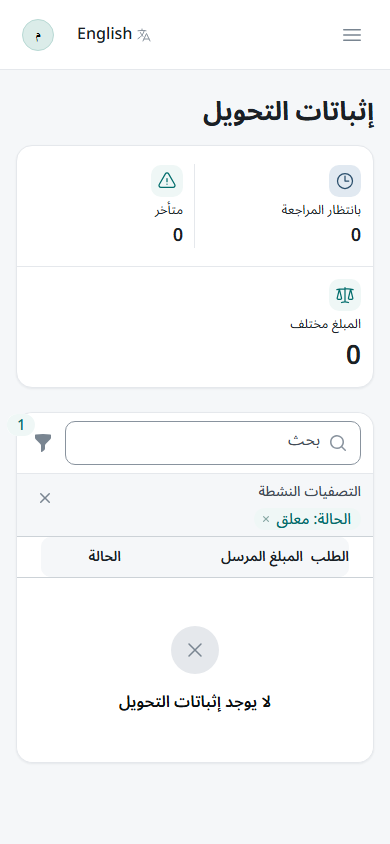 م
English
إثباتات التحويل
بانتظار المراجعة
0
متأخر
0
المبلغ مختلف
0
بحث
1
التصفيات النشطة
الحالة: معلق ×
الطلب المبلغ المرسل الحالة
لا يوجد إثباتات التحويل